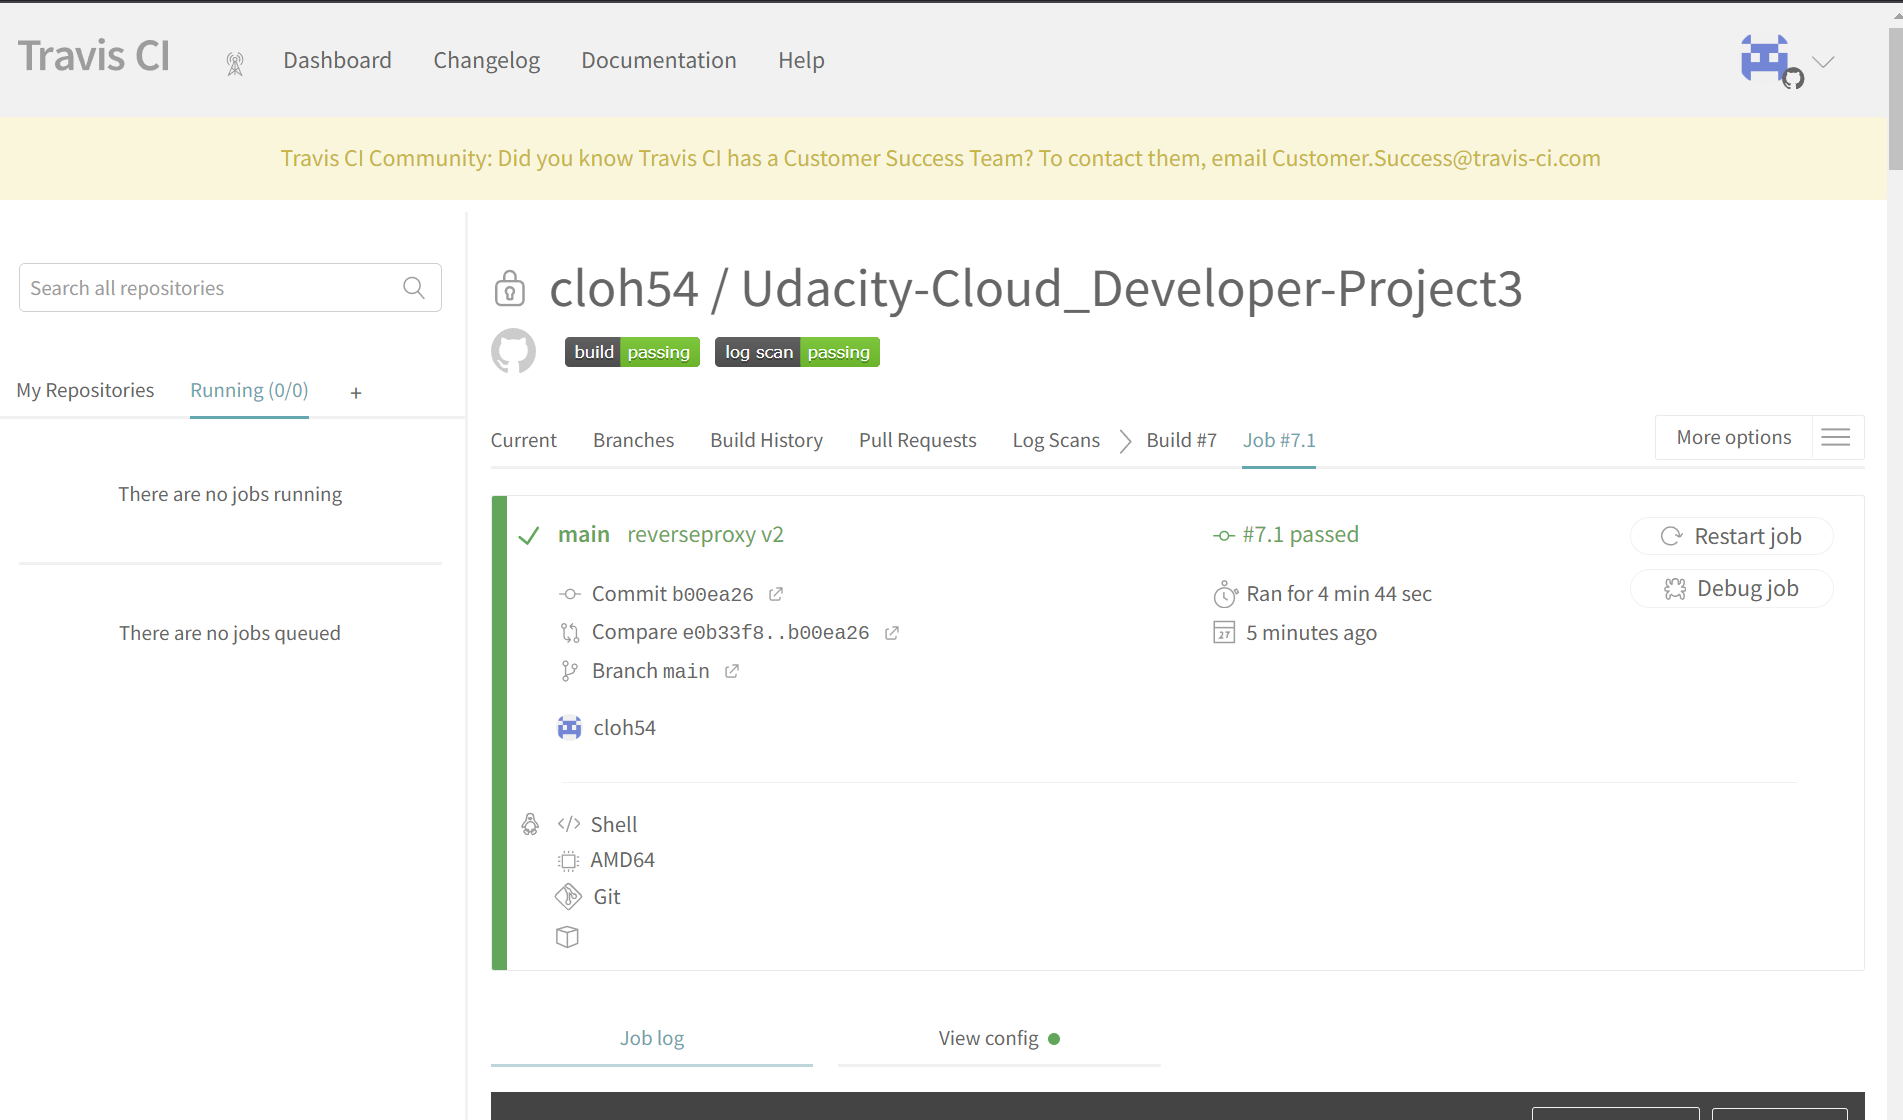 Travis CI
Dashboard Changelog Documentation Help
Travis CI Community: Did you know Travis CI has a Customer Success Team? To contact them, email Customer.Success@travis-ci.com
Search all repositories
My Repositories Running (0/0) +
There are no jobs running
There are no jobs queued
cloh54 / Udacity-Cloud_Developer-Project3
build passing log scan passing
Current Branches Build History Pull Requests Log Scans Build #7 Job #7.1
More options
main reverseproxy v2
Commit b00ea26
Compare e0b33f8..b00ea26
Branch main
cloh54
#7.1 passed
Ran for 4 min 44 sec
27 5 minutes ago
Restart job
Debug job
</> Shell
AMD64
Git
Job log View config